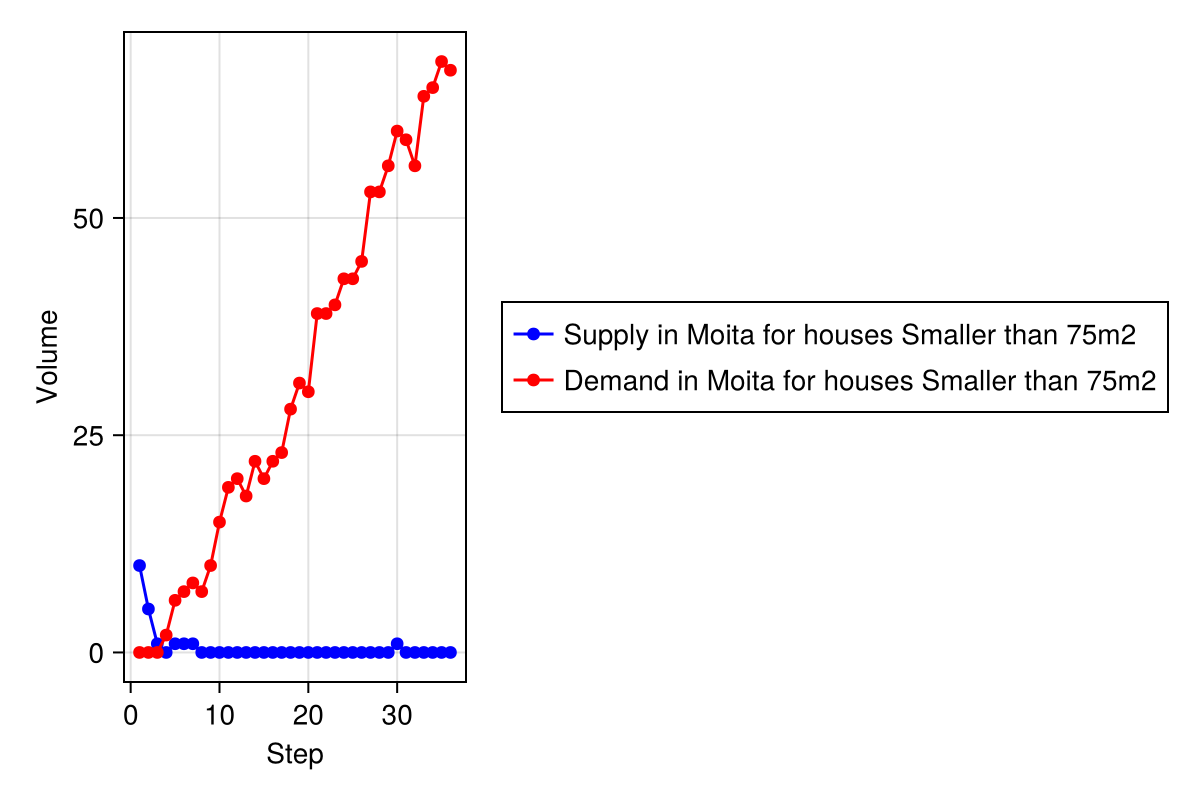 50
25
0
Volume
0 10 20 30
Step
Supply in Moita for houses Smaller than 75m2
Demand in Moita for houses Smaller than 75m2